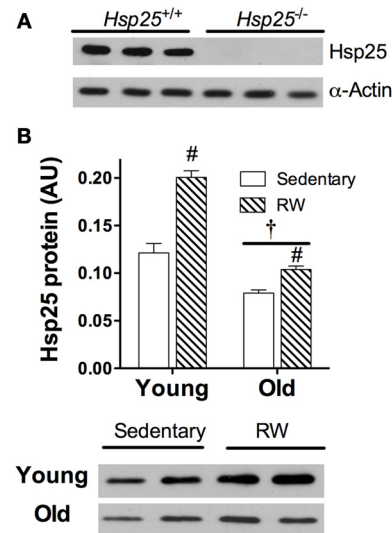 A
Hsp25+/+ Hsp25-/-
Hsp25
α-Actin
B
Hsp25 protein (AU)
0.20
0.15
0.10
0.05
0.00
#
Sedentary
RW
†
#
Young Old
Sedentary RW
Young
Old